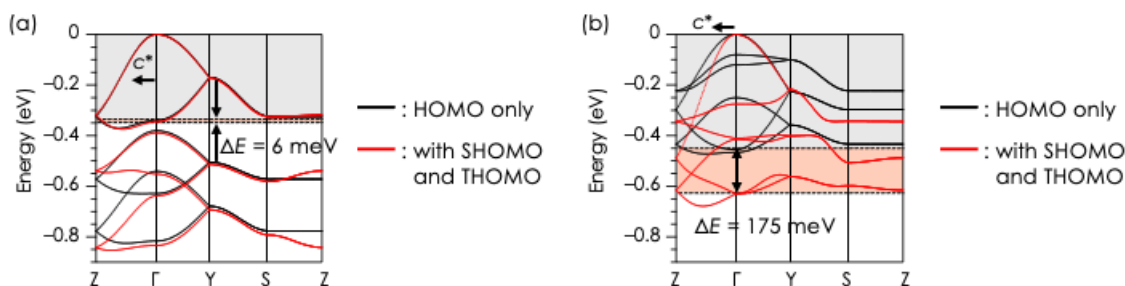 (a)
Energy (eV)
0
−0.2
−0.4
−0.6
−0.8
c*
ΔE = 6 meV
Z Γ Y S Z
: HOMO only
: with SHOMO
and THOMO
(b)
Energy (eV)
0
−0.2
−0.4
−0.6
−0.8
c*
ΔE = 175 meV
Z Γ Y S Z
: HOMO only
: with SHOMO
and THOMO